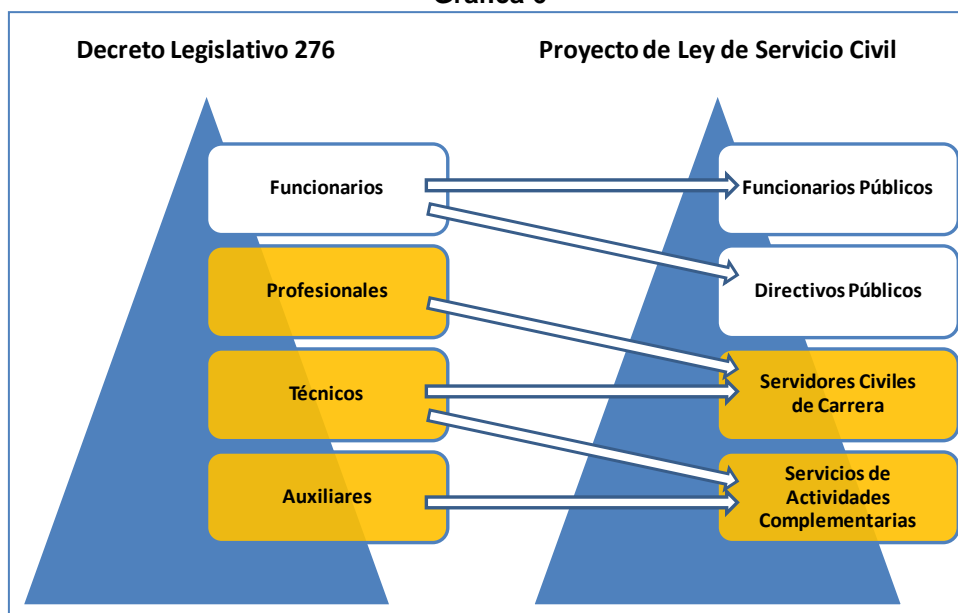 Decreto Legislativo 276
Proyecto de Ley de Servicio Civil
Funcionarios
Profesionales
Técnicos
Auxiliares
Funcionarios Públicos
Directivos Públicos
Servidores Civiles
de Carrera
Servicios de
Actividades
Complementarias